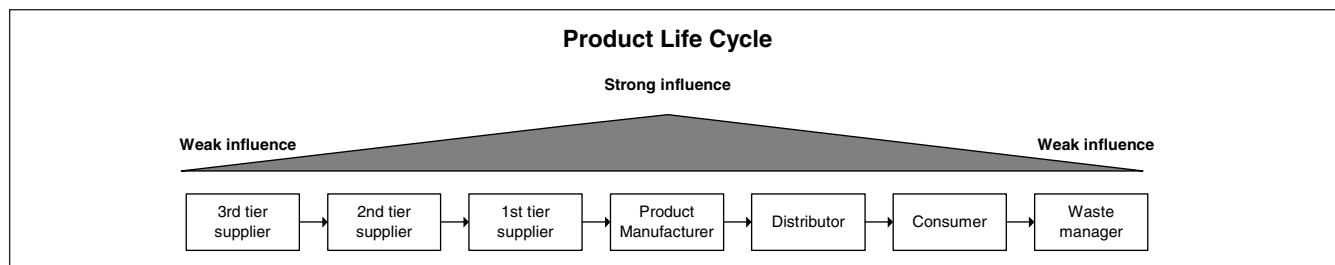 Product Life Cycle
Strong influence
Weak influence
Weak influence
3rd tier
supplier
2nd tier
supplier
1st tier
supplier
Product
Manufacturer
Distributor
Consumer
Waste
manager